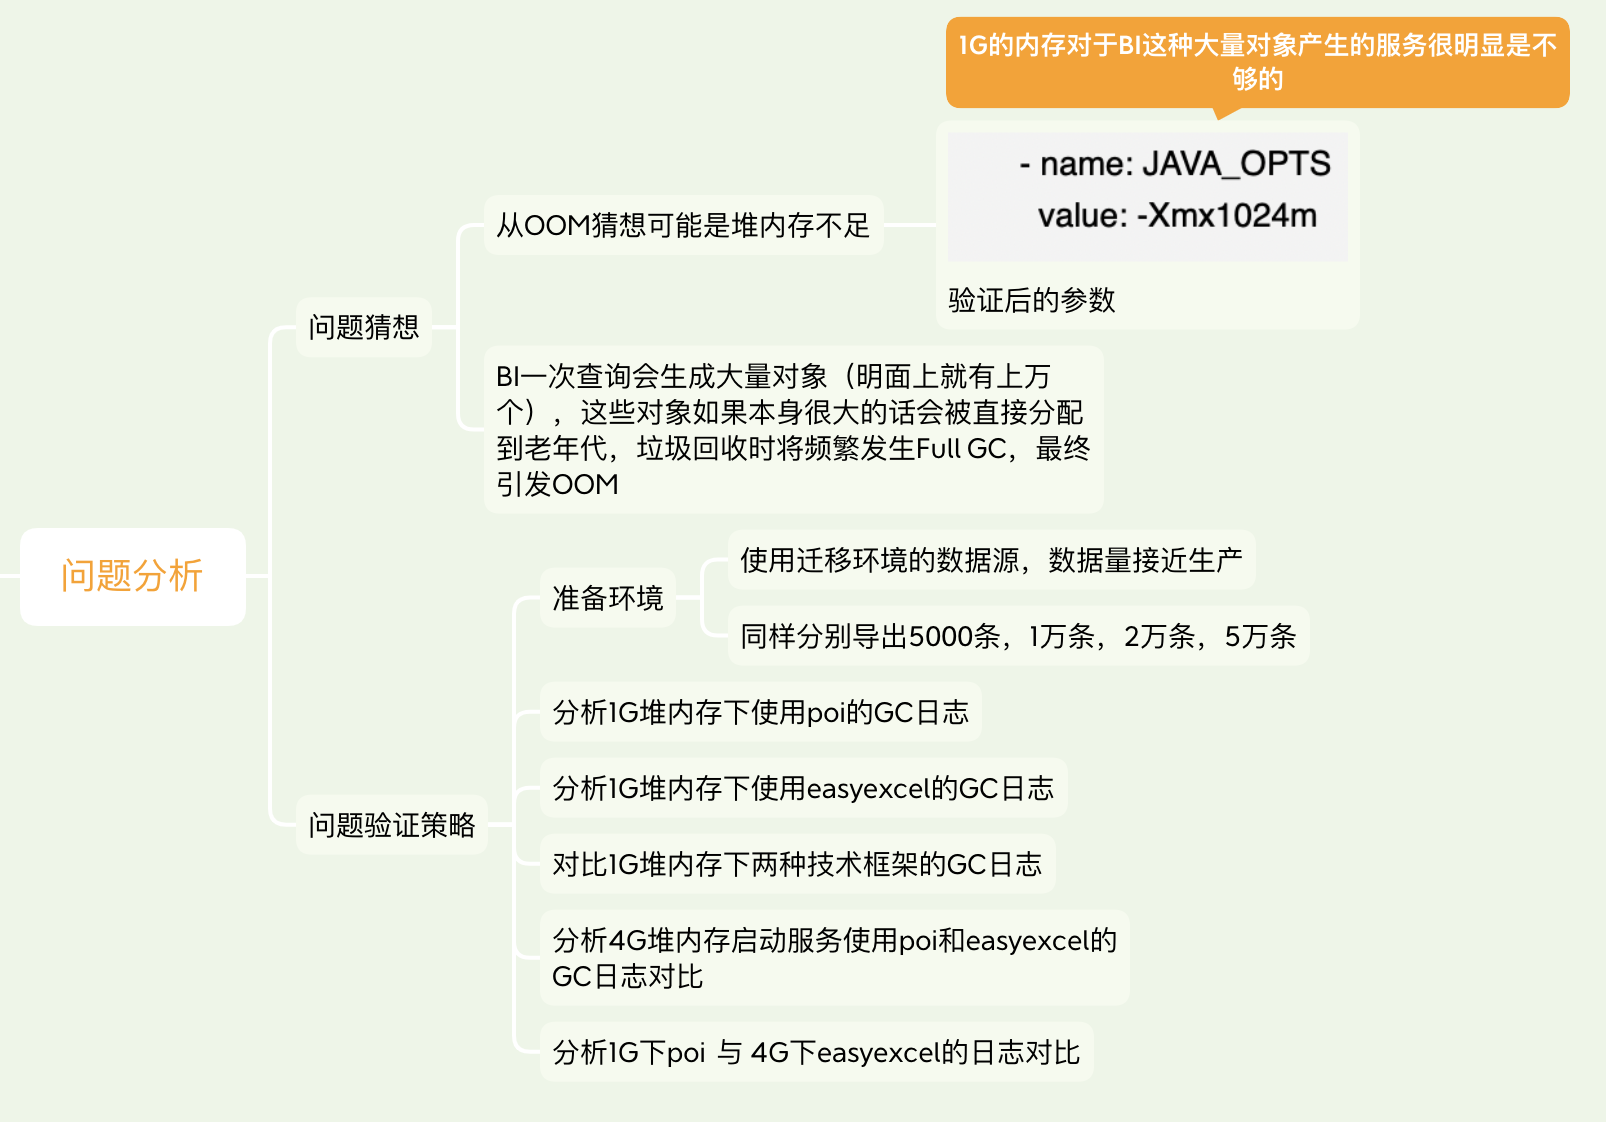 1G的内存对于BI这种大量对象产生的服务很明显是不
够的
- name: JAVA_OPTS
value: -Xmx1024m
验证后的参数
从OOM猜想可能是堆内存不足
问题猜想
BI一次查询会生成大量对象（明面上就有上万
个），这些对象如果本身很大的话会被直接分配
到老年代，垃圾回收时将频繁发生Full GC，最终
引发OOM
问题分析
使用迁移环境的数据源，数据量接近生产
准备环境
同样分别导出5000条，1万条，2万条，5万条
分析1G堆内存下使用poi的GC日志
分析1G堆内存下使用easyexcel的GC日志
问题验证策略
对比1G堆内存下两种技术框架的GC日志
分析4G堆内存启动服务使用poi和easyexcel的
GC日志对比
分析1G下poi 与 4G下easyexcel的日志对比